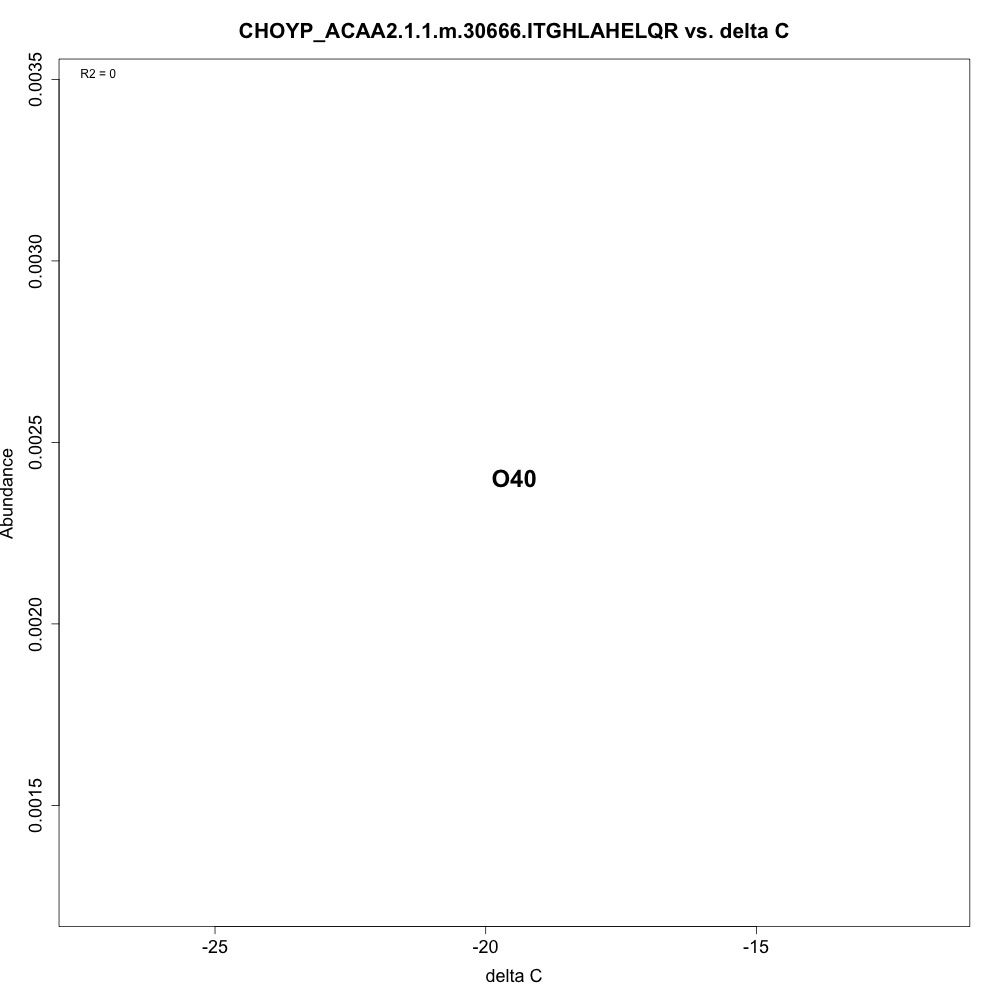 CHOYP_ACAA2.1.1.m.30666.ITGHLAHELQR vs. delta C
R2 = 0
0.0035
0.0030
0.0025
0.0020
0.0015
Abundance
O40
-25 -20 -15
delta C